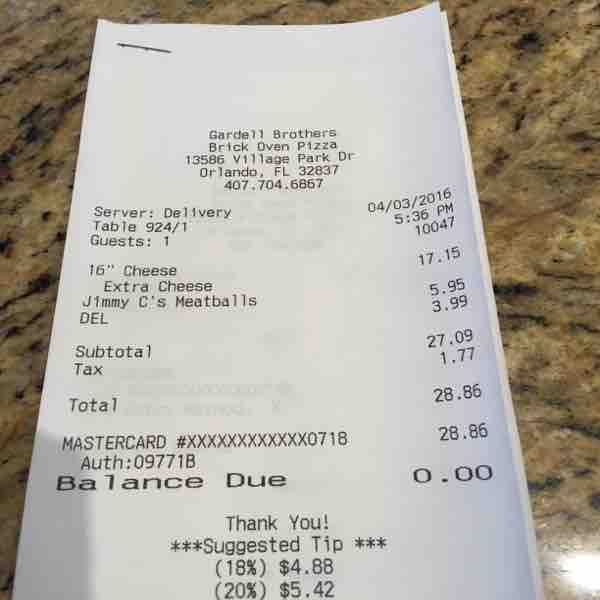 Gardell Brothers
Brick Oven Pizza
13586 Village Park Dr
Orlando, FL 32837
407.704.6867
Server: Delivery 04/03/2016
Table 924/1 5:36 PM
Guests: 1 10047
16" Cheese 17.15
Extra Cheese
Jimmy C's Meatballs 5.95
DEL 3.99
Subtotal 27.09
Tax 1.77
Total 28.86
MASTERCARD #XXXXXXXXXXXX0718 28.86
Auth:09771B
Balance Due 0.00
Thank You!
***Suggested Tip ***
(18%) $4.88
(20%) $5.42